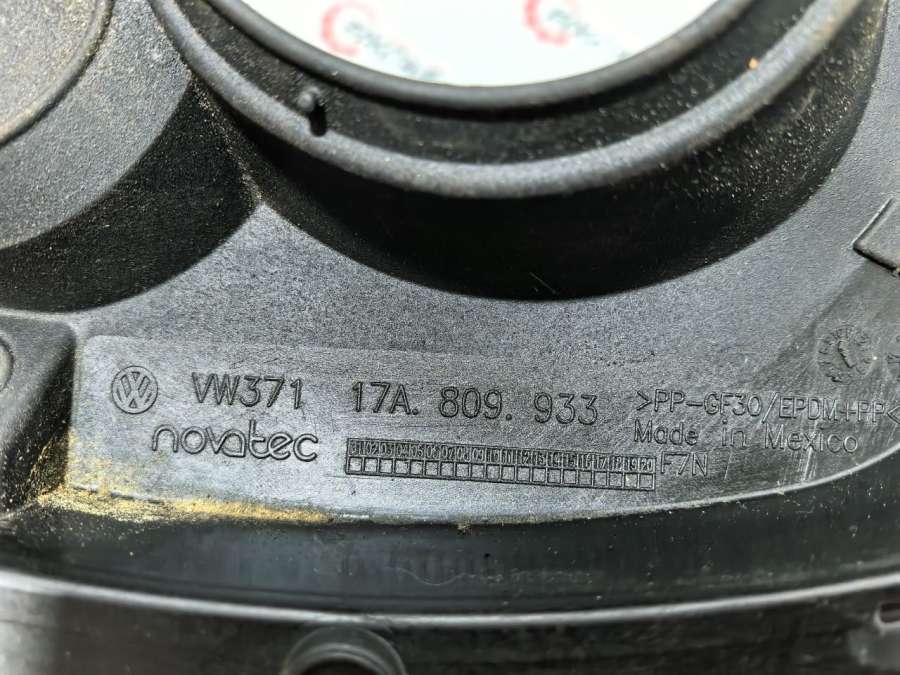 VW371 17A. 809. 933 >PP-GF30/EPDM+PP<
novatec Made in Mexico
F7N